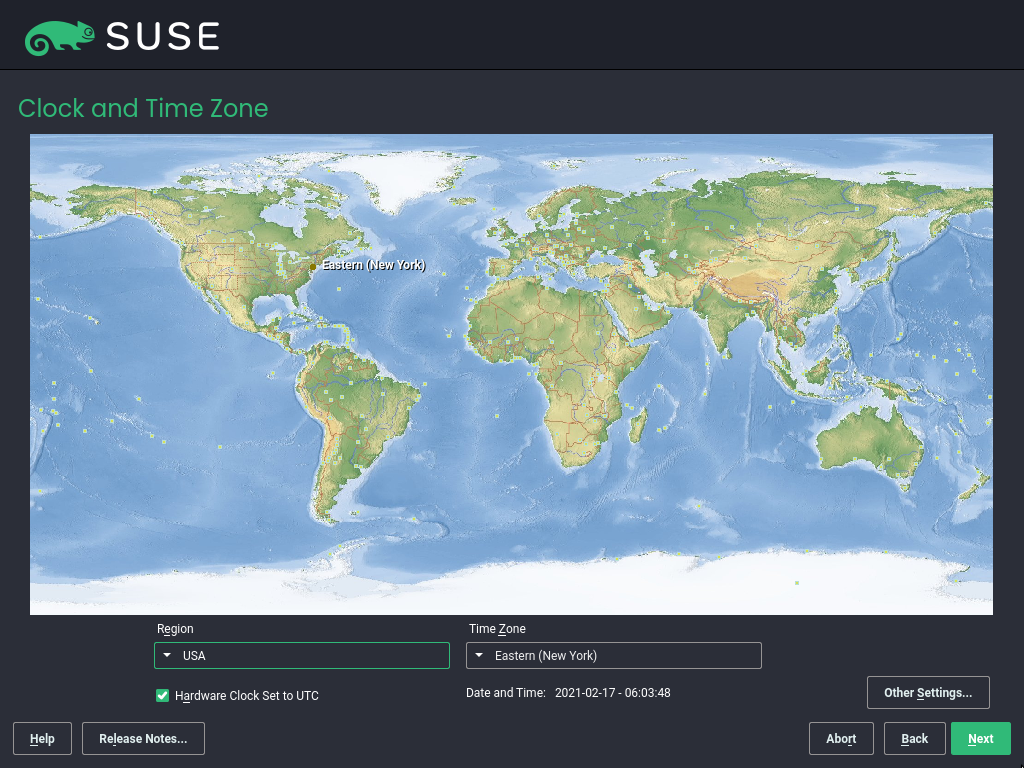 SUSE
Clock and Time Zone
Eastern (New York)
Region
Time Zone
USA
Eastern (New York)
Hardware Clock Set to UTC
Date and Time: 2021-02-17 - 06:03:48
Other Settings...
Help
Release Notes...
Abort
Back
Next